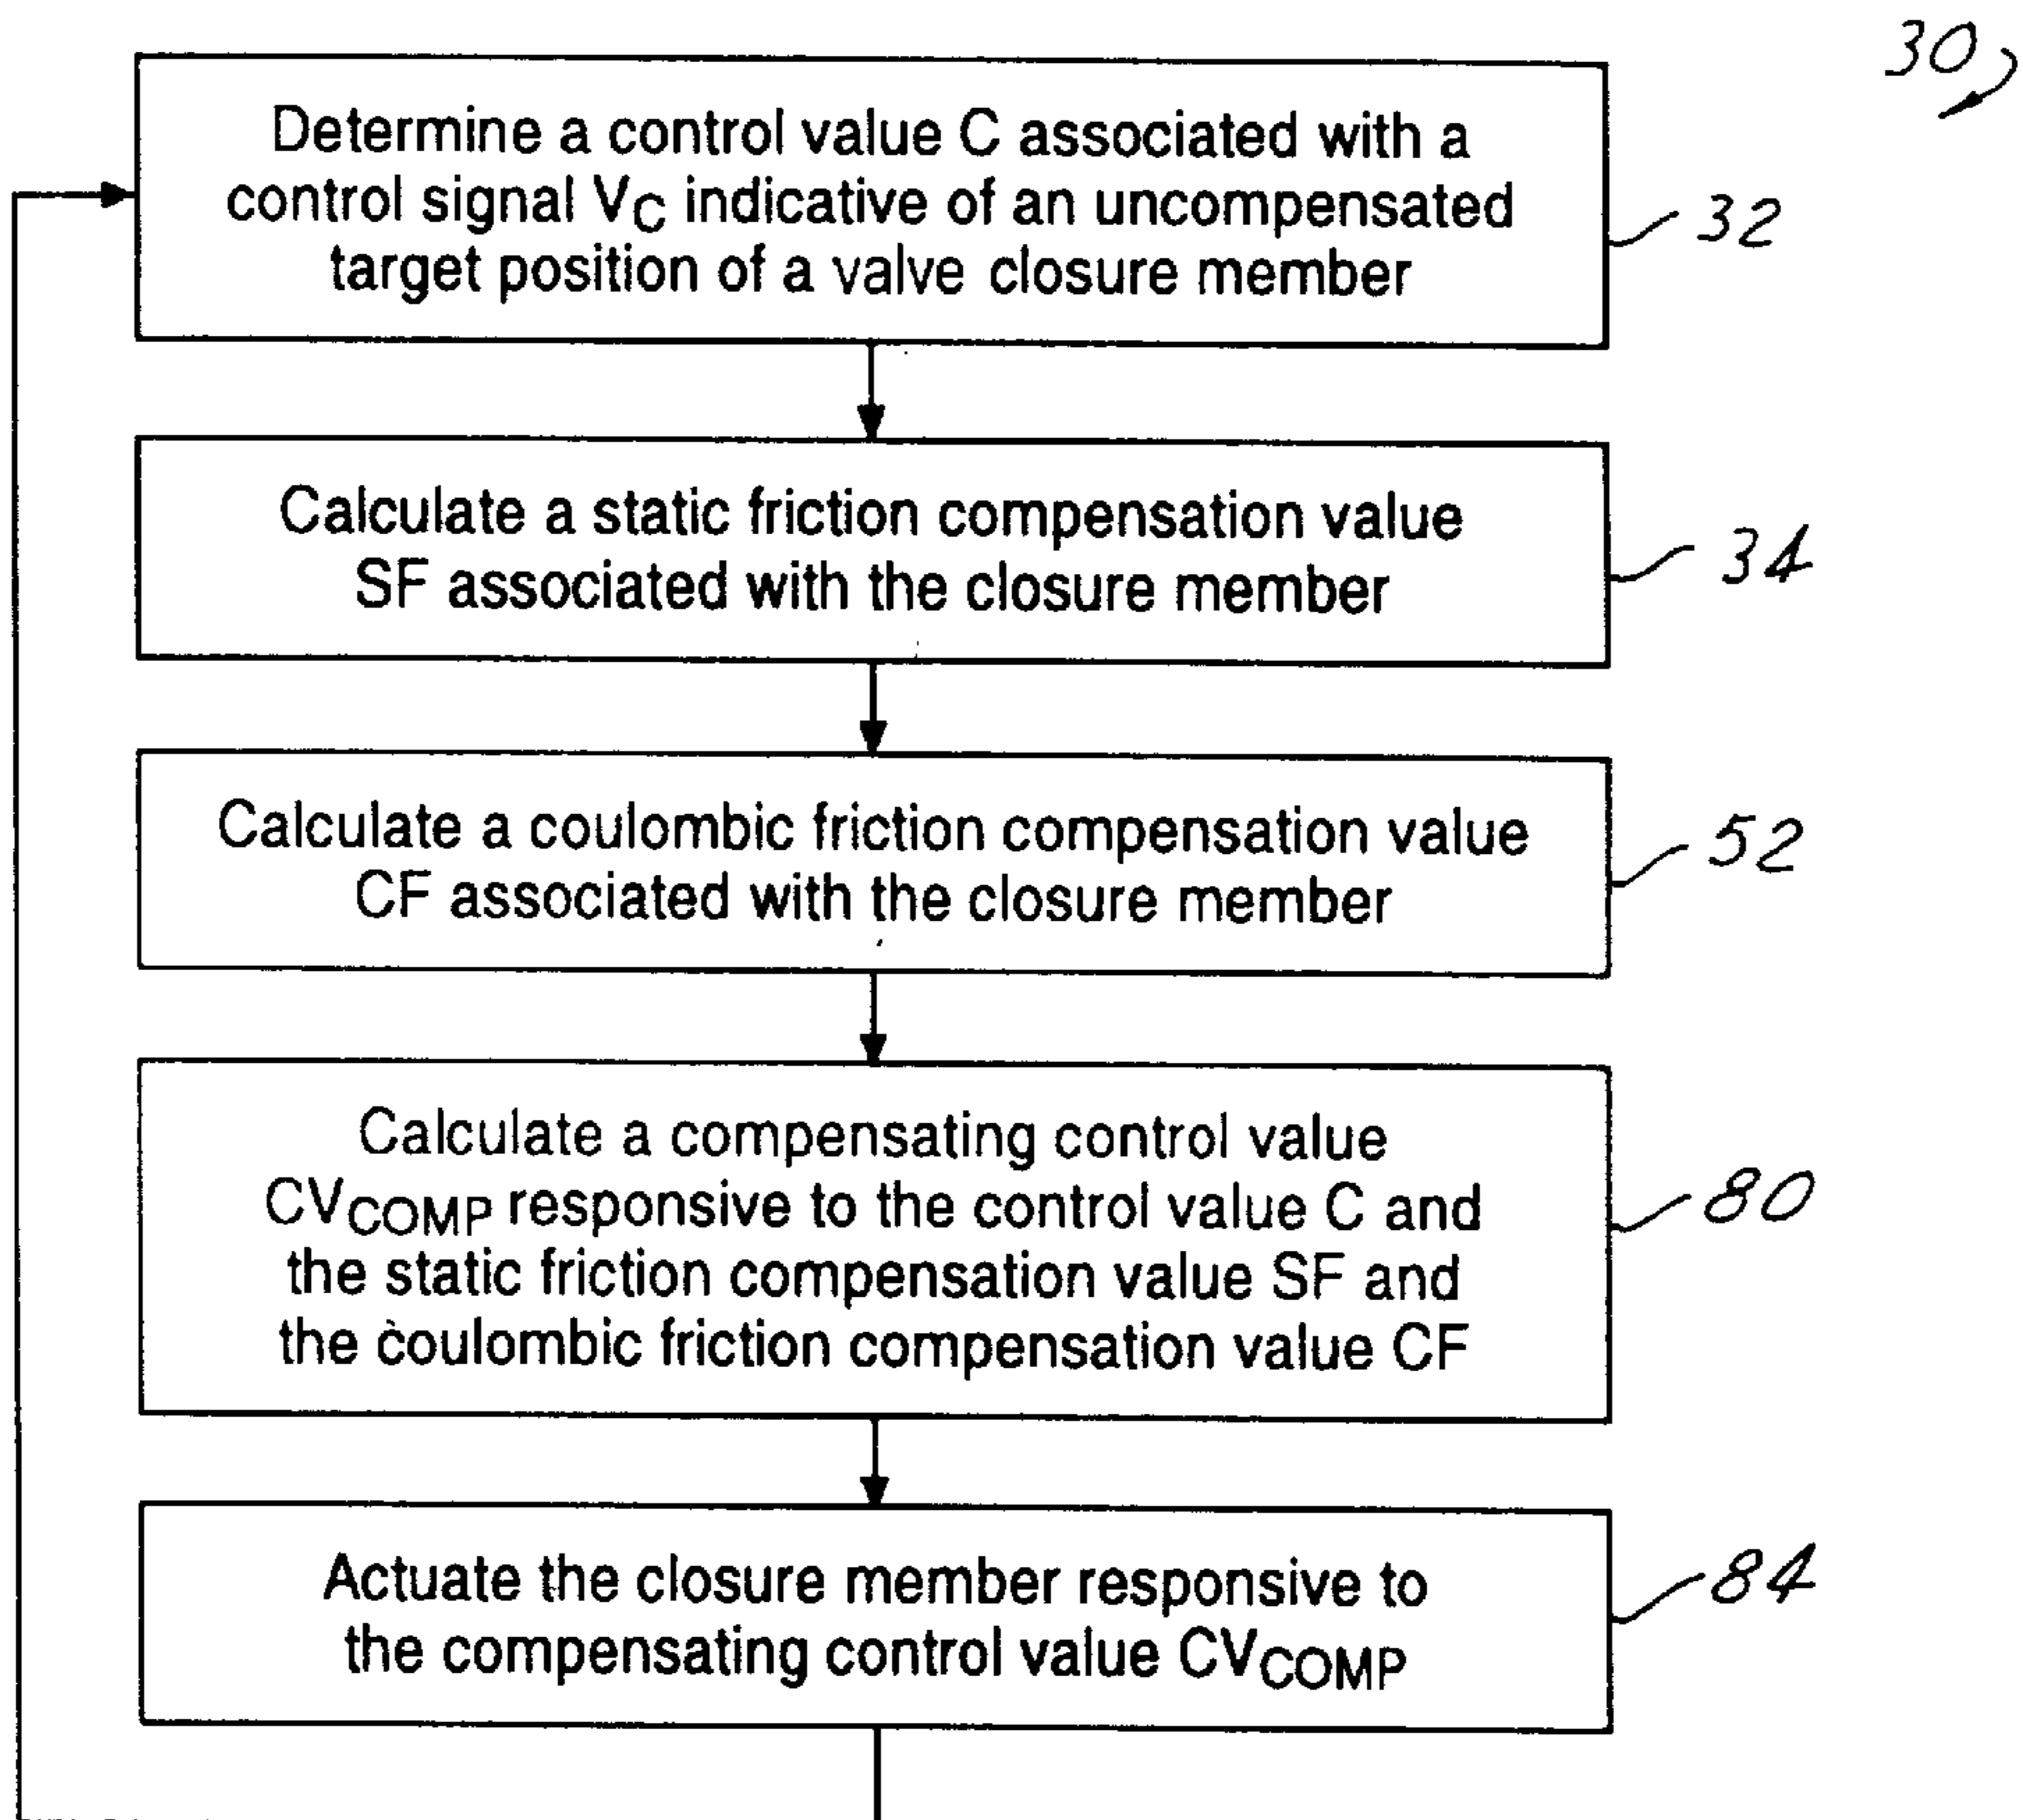 30
Determine a control value C associated with a
control signal VC indicative of an uncompensated
target position of a valve closure member
32
Calculate a static friction compensation value
SF associated with the closure member
34
Calculate a coulombic friction compensation value
CF associated with the closure member
52
Calculate a compensating control value
CVCOMP responsive to the control value C and
the static friction compensation value SF and
the coulombic friction compensation value CF
80
Actuate the closure member responsive to
the compensating control value CVCOMP
84